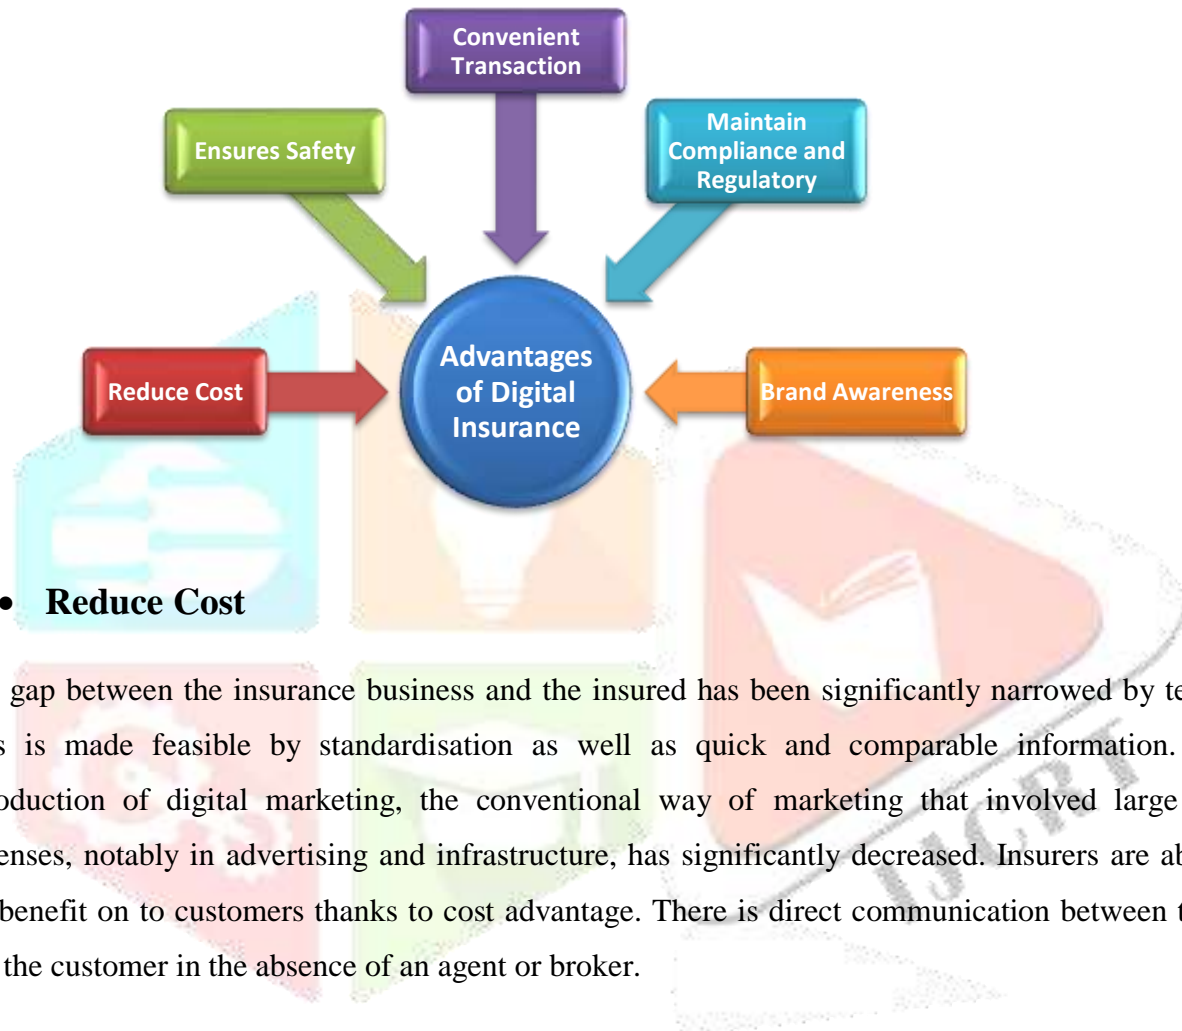 Convenient
Transaction
Maintain
Compliance and
Regulatory
Ensures Safety
Advantages
of Digital
Insurance
Reduce Cost
Brand Awareness
• Reduce Cost
gap between the insurance business and the insured has been significantly narrowed by
is made feasible by standardisation as well as quick and comparable information.
of digital marketing, the conventional way of marketing that involved large
notably in advertising and infrastructure, has significantly decreased. Insurers are
benefit on to customers thanks to cost advantage. There is direct communication between
the customer in the absence of an agent or broker.
IJCRT